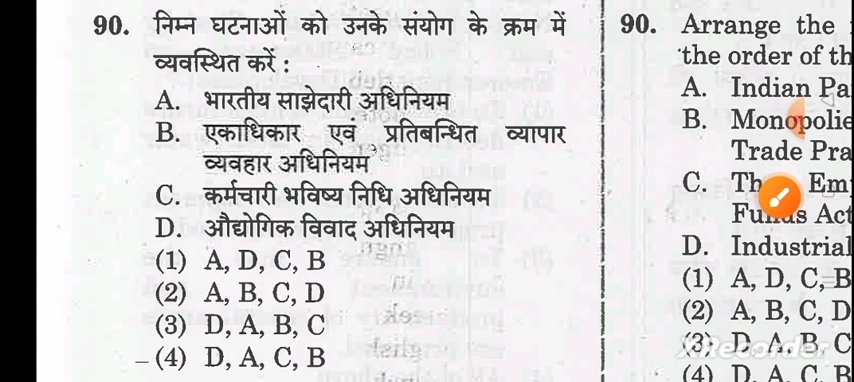 90. निम्न घटनाओं को उनके संयोग के क्रम में
व्यवस्थित करें :
A. भारतीय साझेदारी अधिनियम
B. एकाधिकार एवं प्रतिबन्धित व्यापार
व्यवहार अधिनियम
C. कर्मचारी भविष्य निधि अधिनियम
D. औद्योगिक विवाद अधिनियम
(1) A, D, C, B
(2) A, B, C, D
(3) D, A, B, C
(4) D, A, C, B
90. Arrange the
the order of th
A. Indian Pa
B. Monopolie
Trade Pra
C. Th Em
Funds Act
D. Industrial
(1) A, D, C, B
(2) A, B, C, D
(3) D, A, B, C
(4) D, A, C, B
XRecorder